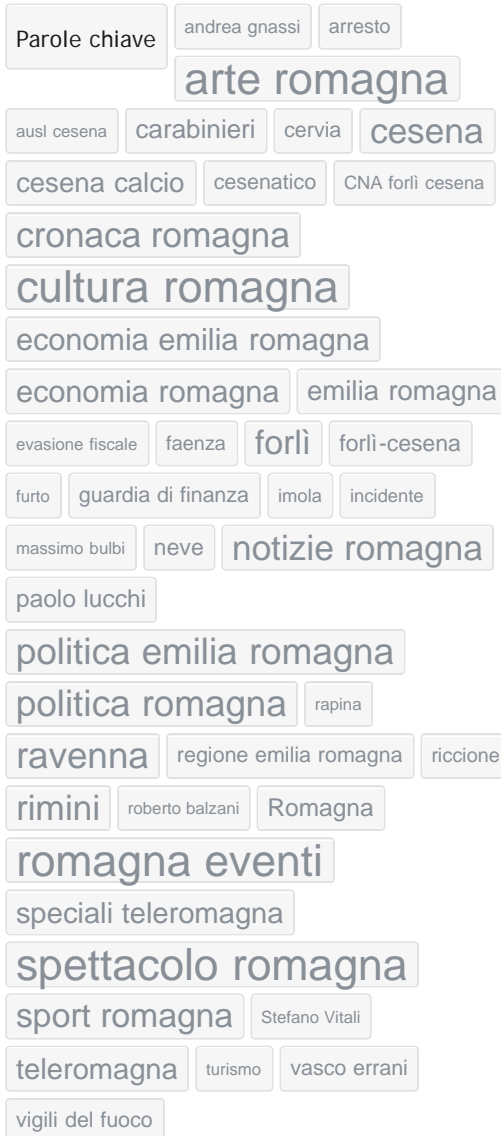 Parole chiave andrea gnassi arresto
arte romagna
ausl cesena carabinieri cervia cesena
cesena calcio cesenatico CNA forlì cesena
cronaca romagna
cultura romagna
economia emilia romagna
economia romagna emilia romagna
evasione fiscale faenza forlì forlì-cesena
furto guardia di finanza imola incidente
massimo bulbi neve notizie romagna
paolo lucchi
politica emilia romagna
politica romagna rapina
ravenna regione emilia romagna riccione
rimini roberto balzani Romagna
romagna eventi
speciali teleromagna
spettacolo romagna
sport romagna Stefano Vitali
teleromagna turismo vasco errani
vigili del fuoco